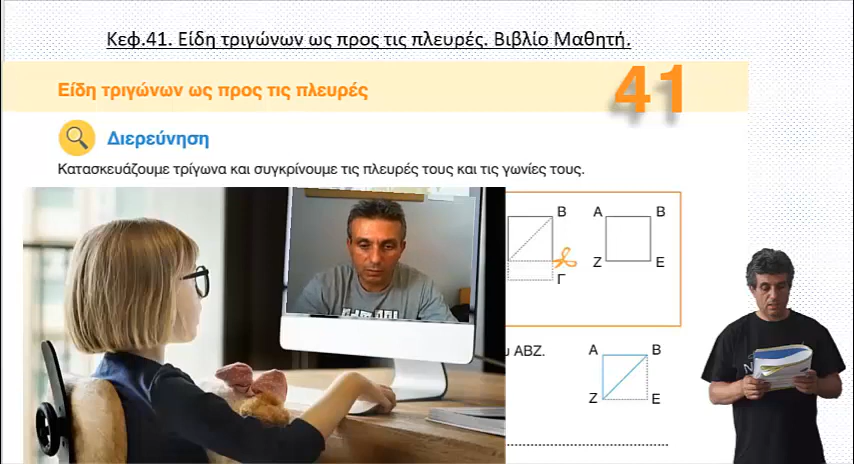 Κεφ.41. Είδη τριγώνων ως προς τις πλευρές. Βιβλίο Μαθητή.
Είδη τριγώνων ως προς τις πλευρές
41
Διερεύνηση
Κατασκευάζουμε τρίγωνα και συγκρίνουμε τις πλευρές τους και τις γωνίες τους.
Β Α Β
Ζ Ε
Γ
ΑΒΖ.
Α Β
Ζ Ε